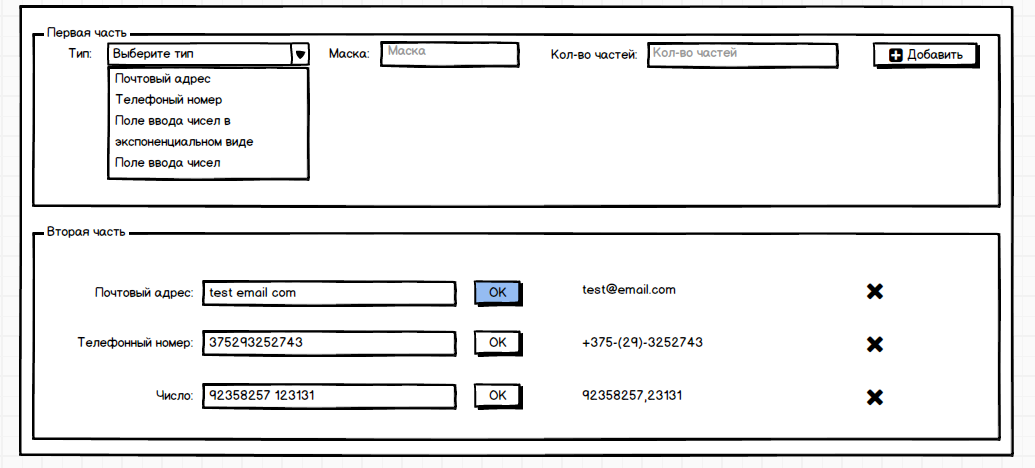 Первая часть
Тип: Выберите тип Маска: Маска Кол-во частей: Кол-во частей Добавить
Почтовый адрес
Телефоный номер
Поле ввода чисел в
экспоненциальном виде
Поле ввода чисел
Вторая часть
Почтовый адрес: test email com OK test@email.com
Телефонный номер: 375293252743 OK +375-(29)-3252743
Число: 92358257 123131 OK 92358257,23131